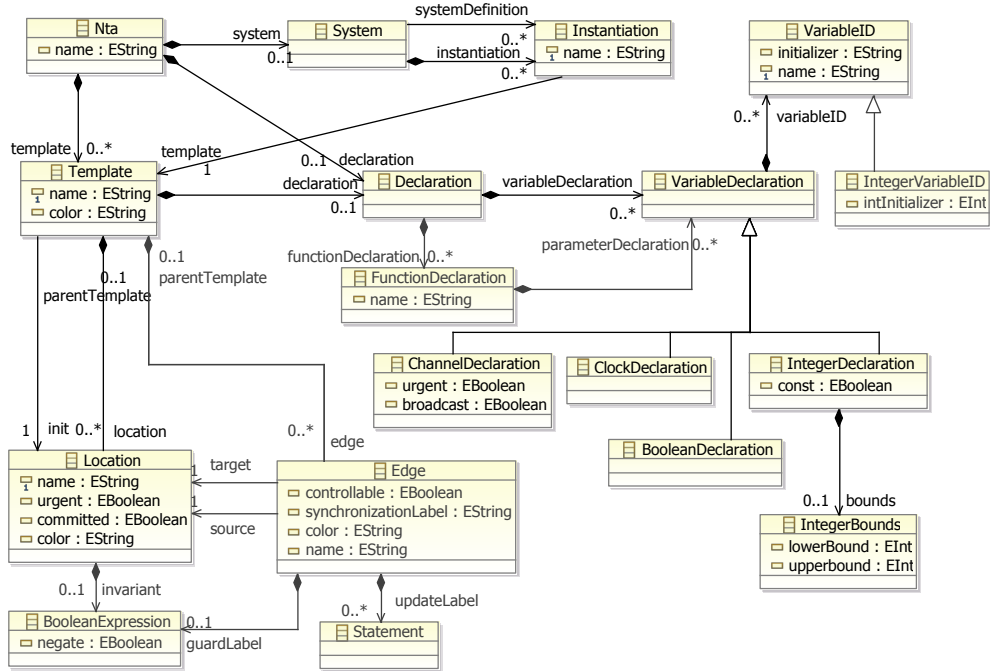 Nta
name : EString
system
0..1
System
systemDefinition
0..*
instantiation
0..*
Instantiation
name : EString
VariableID
initializer : EString
name : EString
0..*
variableID
IntegerVariableID
intInitializer : EInt
template
0..*
template
1
0..1
declaration
Template
name : EString
color : EString
declaration
0..1
Declaration
variableDeclaration
0..*
VariableDeclaration
functionDeclaration
0..*
parameterDeclaration
0..*
FunctionDeclaration
name : EString
0..1
parentTemplate
0..1
parentTemplate
ChannelDeclaration
urgent : EBoolean
broadcast : EBoolean
ClockDeclaration
IntegerDeclaration
const : EBoolean
BooleanDeclaration
1
init
0..*
location
0..*
edge
Location
name : EString
urgent : EBoolean
committed : EBoolean
color : EString
1
target
1
source
Edge
controllable : EBoolean
synchronizationLabel : EString
color : EString
name : EString
0..1
bounds
IntegerBounds
lowerBound : EInt
upperbound : EInt
0..1
invariant
BooleanExpression
negate : EBoolean
0..1
guardLabel
0..*
updateLabel
Statement